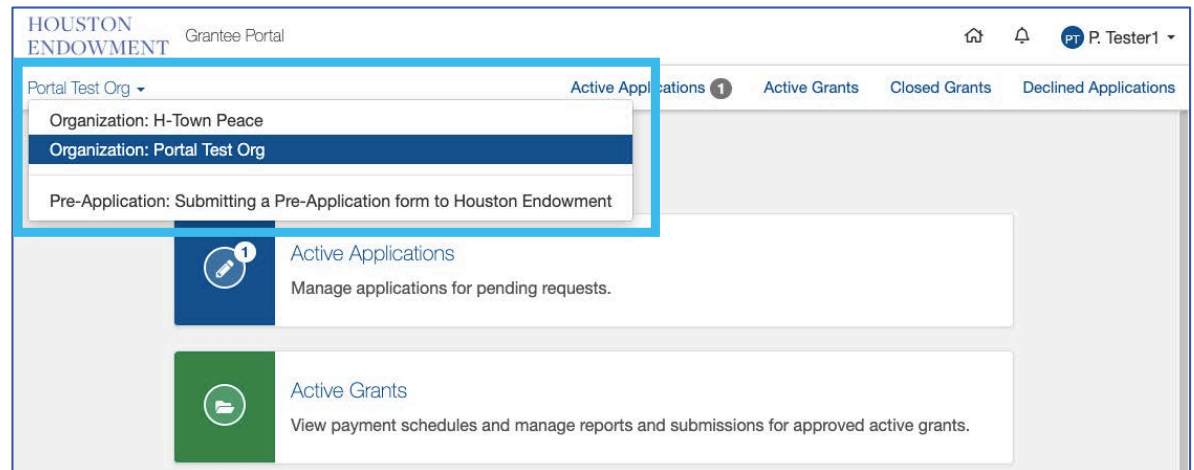 HOUSTON
ENDOWMENT
Grantee Portal
PT P. Tester1
Portal Test Org
Active Applications 1
Active Grants
Closed Grants
Declined Applications
Organization: H-Town Peace
Organization: Portal Test Org
Pre-Application: Submitting a Pre-Application form to Houston Endowment
1
Active Applications
Manage applications for pending requests.
Active Grants
View payment schedules and manage reports and submissions for approved active grants.